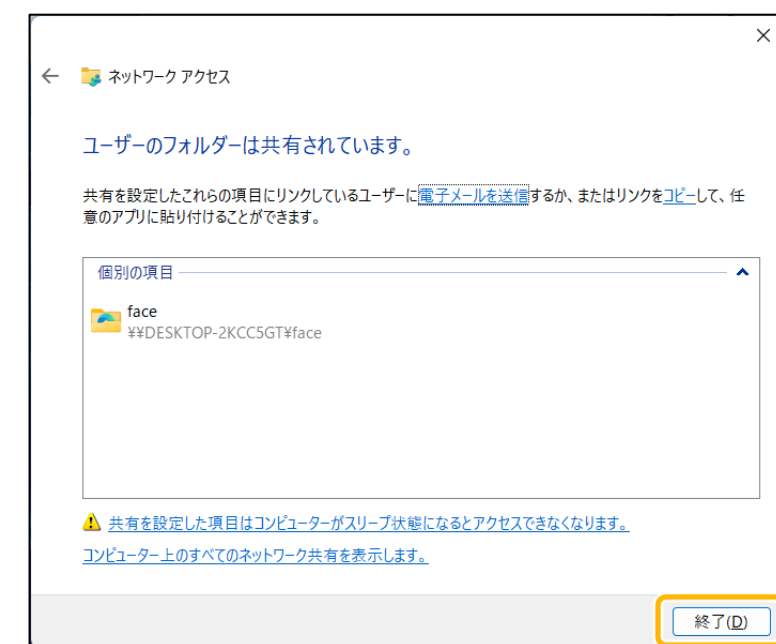 ネットワーク アクセス
ユーザーのフォルダーは共有されています。
共有を設定したこれらの項目にリンクしているユーザーに電子メールを送信するか、またはリンクをコピーして、任
意のアプリに貼り付けることができます。
個別の項目
face
¥¥DESKTOP-2KCC5GT¥face
共有を設定した項目はコンピューターがスリープ状態になるとアクセスできなくなります。
コンピューター上のすべてのネットワーク共有を表示します。
終了(D)